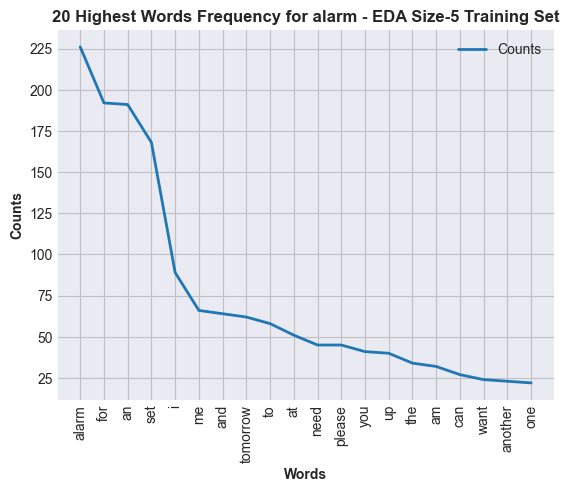 20 Highest Words Frequency for alarm - EDA Size-5 Training Set
Counts
225
200
175
150
125
100
75
50
25
Counts
alarm
for
an
set
i
me
and
tomorrow
to
at
need
please
you
up
the
am
can
want
another
one
Words